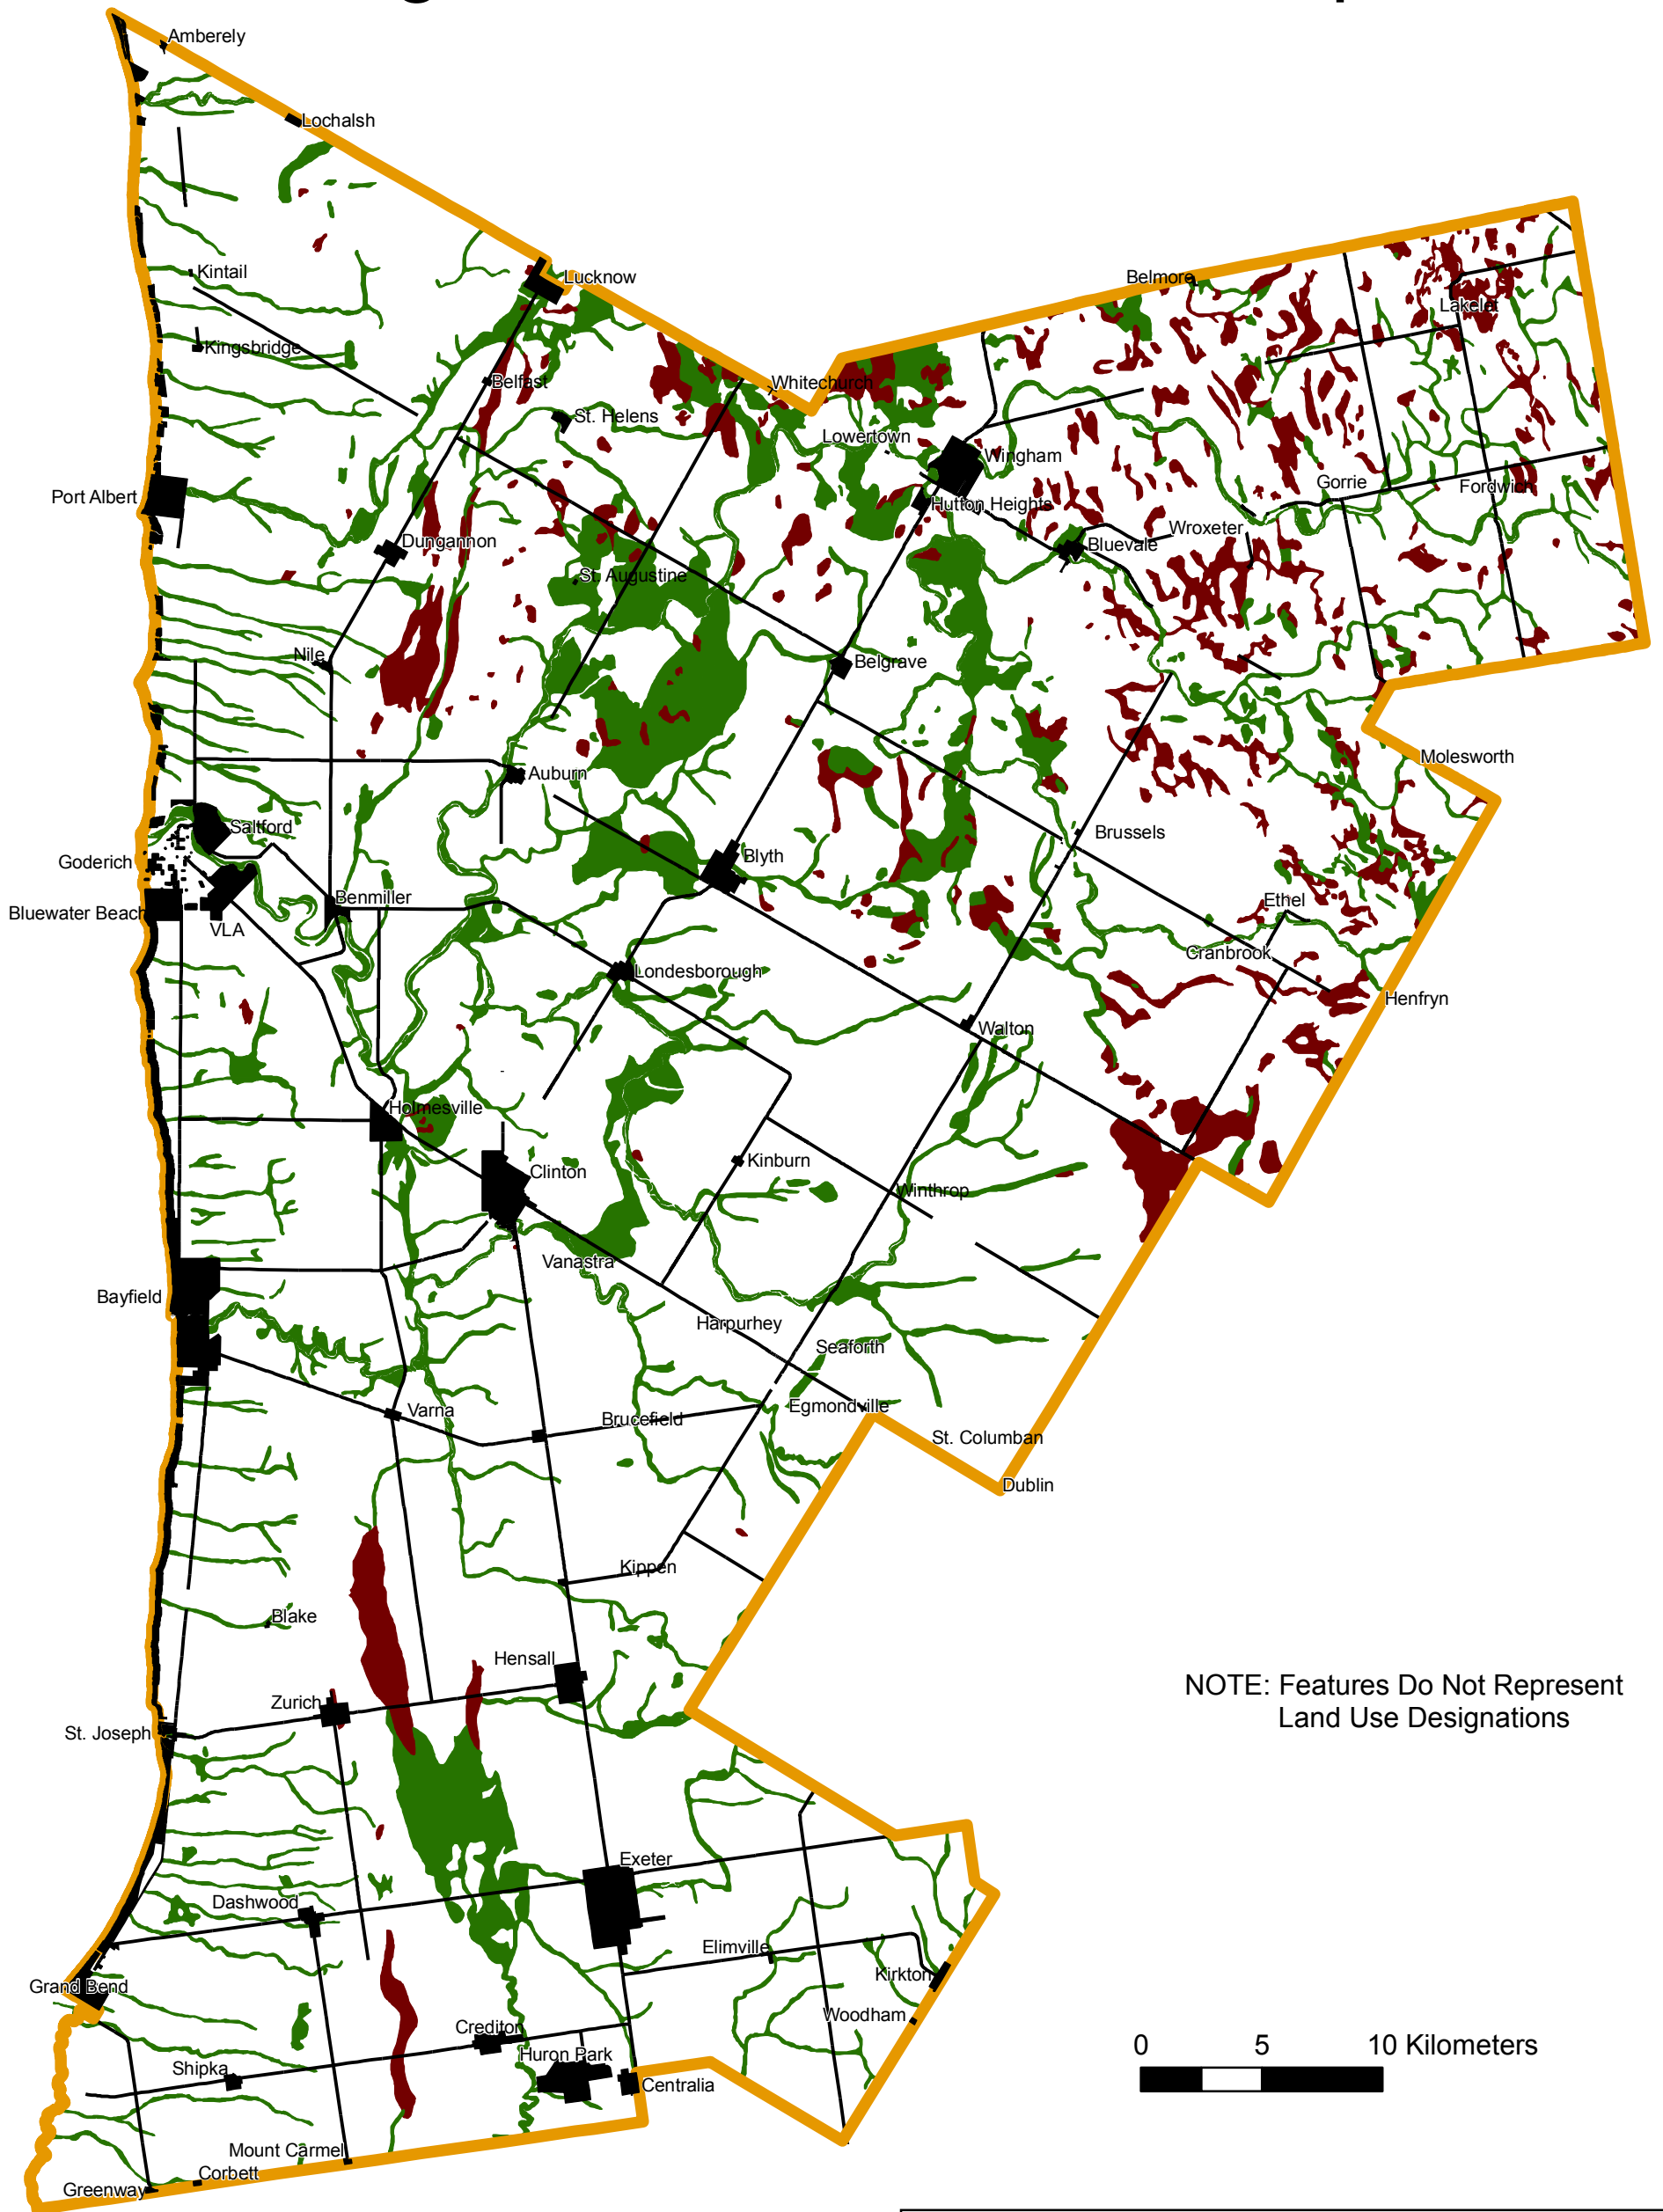 Amberely
Lochalsh
Lucknow
Kintail
Belmore
Lakelet
Kingsbridge
Belfast
Whitechurch
St. Helens
Lowertown
Wingham
Port Albert
Gorrie
Fordwich
Hutton Heights
Wroxeter
Dungannon
Bluevale
St. Augustine
Nile
Belgrave
Molesworth
Auburn
Saltford
Brussels
Goderich
Blyth
Benmiller
Ethel
Bluewater Beach
VLA
Cranbrook
Londesborough
Henfryn
Walton
Holmesville
Kinburn
Clinton
Winthrop
Vanastra
Bayfield
Harpurhey
Seaforth
Egmondville
Varna
Brucefield
St. Columban
Dublin
Kippen
Blake
Hensall
Zurich
NOTE: Features Do Not Represent
Land Use Designations
St. Joseph
Exeter
Dashwood
Elimville
Kirkton
Grand Bend
Woodham
Crediton
0 5 10 Kilometers
Huron Park
Shipka
Centralia
Mount Carmel
Corbett
Greenway